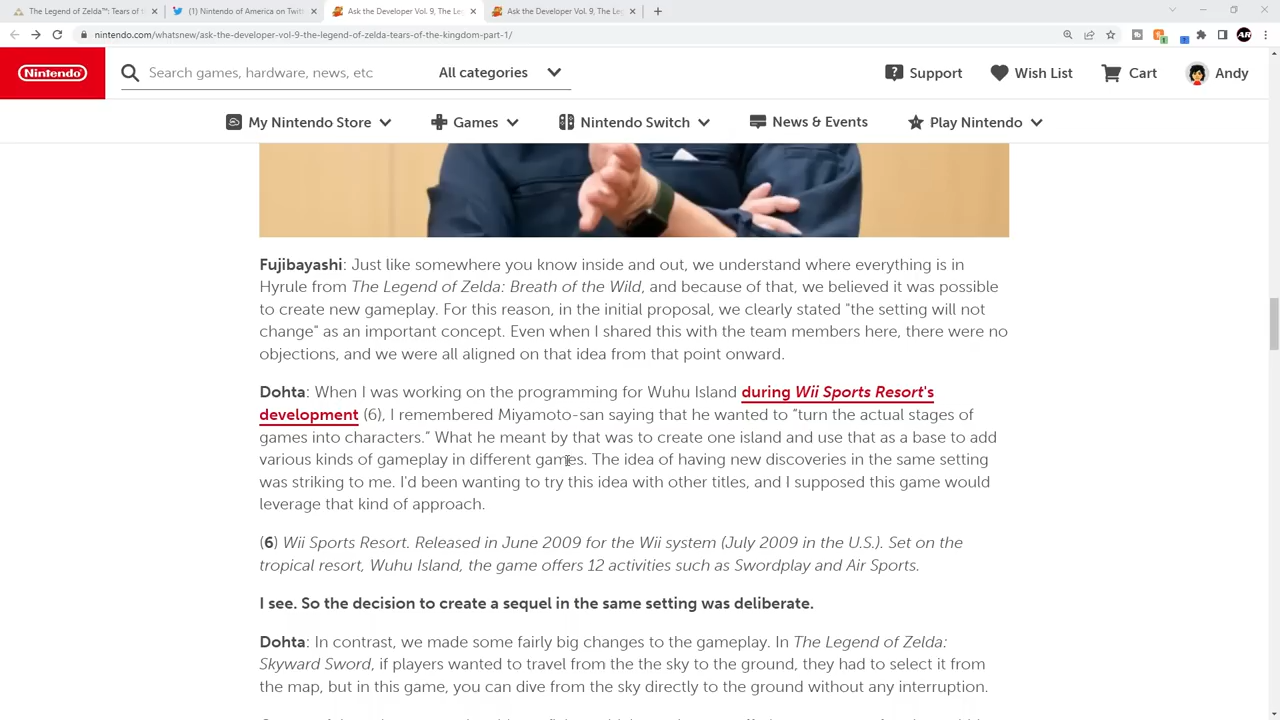 The Legend of Zelda™: Tears of t
(1) Nintendo of America on Twitt
Ask the Developer Vol. 9, The Le
Ask the Developer Vol. 9, The Le
nintendo.com/whatsnew/ask-the-developer-vol-9-the-legend-of-zelda-tears-of-the-kingdom-part-1/
AR
Nintendo
Search games, hardware, news, etc
All categories
Support
Wish List
Cart
Andy
My Nintendo Store
Games
Nintendo Switch
News & Events
Play Nintendo
Fujibayashi: Just like somewhere you know inside and out, we understand where everything is in
Hyrule from The Legend of Zelda: Breath of the Wild, and because of that, we believed it was possible
to create new gameplay. For this reason, in the initial proposal, we clearly stated "the setting will not
change" as an important concept. Even when I shared this with the team members here, there were no
objections, and we were all aligned on that idea from that point onward.
Dohta: When I was working on the programming for Wuhu Island during Wii Sports Resort's
development (6), I remembered Miyamoto-san saying that he wanted to “turn the actual stages of
games into characters.” What he meant by that was to create one island and use that as a base to add
various kinds of gameplay in different games. The idea of having new discoveries in the same setting
was striking to me. I'd been wanting to try this idea with other titles, and I supposed this game would
leverage that kind of approach.
(6) Wii Sports Resort. Released in June 2009 for the Wii system (July 2009 in the U.S.). Set on the
tropical resort, Wuhu Island, the game offers 12 activities such as Swordplay and Air Sports.
I see. So the decision to create a sequel in the same setting was deliberate.
Dohta: In contrast, we made some fairly big changes to the gameplay. In The Legend of Zelda:
Skyward Sword, if players wanted to travel from the the sky to the ground, they had to select it from
the map, but in this game, you can dive from the sky directly to the ground without any interruption.